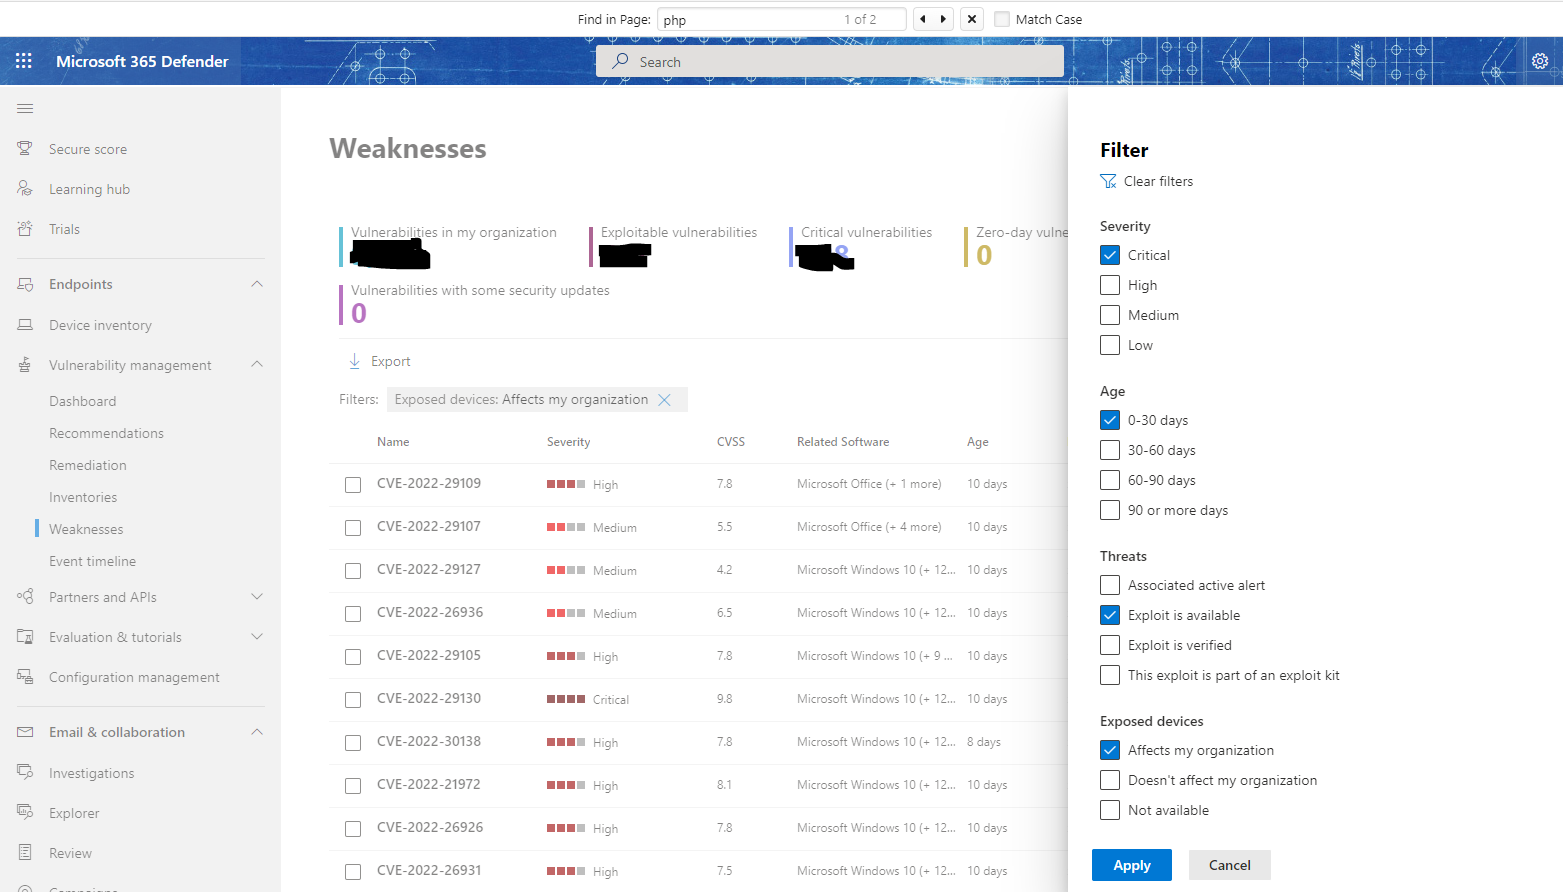 Find in Page: php 1 of 2 Match Case
Microsoft 365 Defender
Search
Secure score
Learning hub
Trials
Endpoints
Device inventory
Vulnerability management
Dashboard
Recommendations
Remediation
Inventories
Weaknesses
Event timeline
Partners and APIs
Evaluation & tutorials
Configuration management
Email & collaboration
Investigations
Explorer
Review
Campaigns
Weaknesses
Vulnerabilities in my organization
Exploitable vulnerabilities
Critical vulnerabilities
8
Zero-day vulne
0
Vulnerabilities with some security updates
0
Export
Filters: Exposed devices: Affects my organization
Name Severity CVSS Related Software Age
CVE-2022-29109 High 7.8 Microsoft Office (+ 1 more) 10 days
CVE-2022-29107 Medium 5.5 Microsoft Office (+ 4 more) 10 days
CVE-2022-29127 Medium 4.2 Microsoft Windows 10 (+ 12... 10 days
CVE-2022-26936 Medium 6.5 Microsoft Windows 10 (+ 12... 10 days
CVE-2022-29105 High 7.8 Microsoft Windows 10 (+ 9 ... 10 days
CVE-2022-29130 Critical 9.8 Microsoft Windows 10 (+ 12... 10 days
CVE-2022-30138 High 7.8 Microsoft Windows 10 (+ 12... 8 days
CVE-2022-21972 High 8.1 Microsoft Windows 10 (+ 12... 10 days
CVE-2022-26926 High 7.8 Microsoft Windows 10 (+ 12... 10 days
CVE-2022-26931 High 7.5 Microsoft Windows 10 (+ 12... 10 days
Filter
Clear filters
Severity
Critical
High
Medium
Low
Age
0-30 days
30-60 days
60-90 days
90 or more days
Threats
Associated active alert
Exploit is available
Exploit is verified
This exploit is part of an exploit kit
Exposed devices
Affects my organization
Doesn't affect my organization
Not available
Apply Cancel